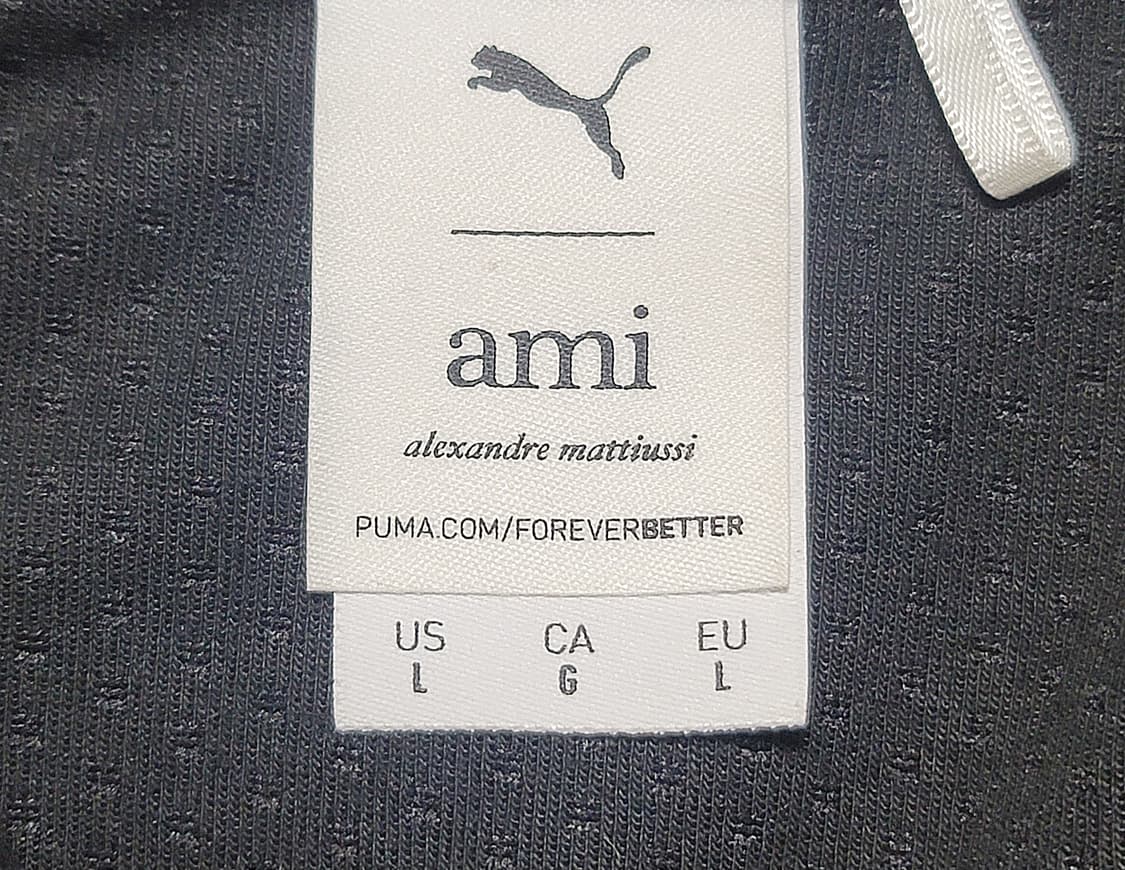 ami
alexandre mattiussi
PUMA.COM/FOREVERBETTER
US CA EU
L G L